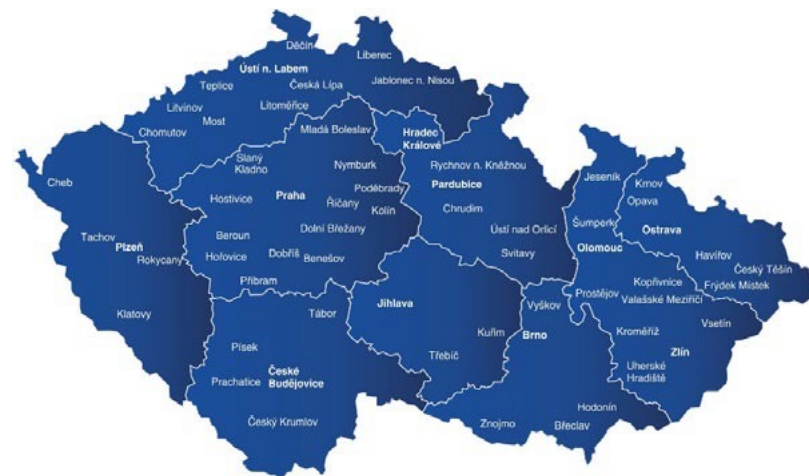 Děčín
Liberec
Ústí n. Labem
Teplice
Česká Lípa
Jablonec n. Nisou
Litvínov
Litoměřice
Most
Chomutov
Mladá Boleslav
Hradec
Králové
Slaný
Kladno
Nymburk
Rychnov n. Kněžnou
Jeseník
Krnov
Cheb
Hostivice
Praha
Poděbrady
Pardubice
Opava
Říčany
Kolín
Chrudim
Šumperk
Ostrava
Beroun
Dolní Břežany
Ústí nad Orlicí
Tachov
Plzeň
Rokycany
Hořovice
Dobříš
Benešov
Svitavy
Olomouc
Havířov
Český Těšín
Příbram
Kopřivnice
Frýdek Místek
Prostějov
Valašské Meziříčí
Klatovy
Tábor
Jihlava
Vyškov
Kroměříž
Vsetín
Kuřim
Brno
Písek
Třebíč
Zlín
Prachatice
České
Budějovice
Uherské
Hradiště
Český Krumlov
Znojmo
Hodonín
Břeclav